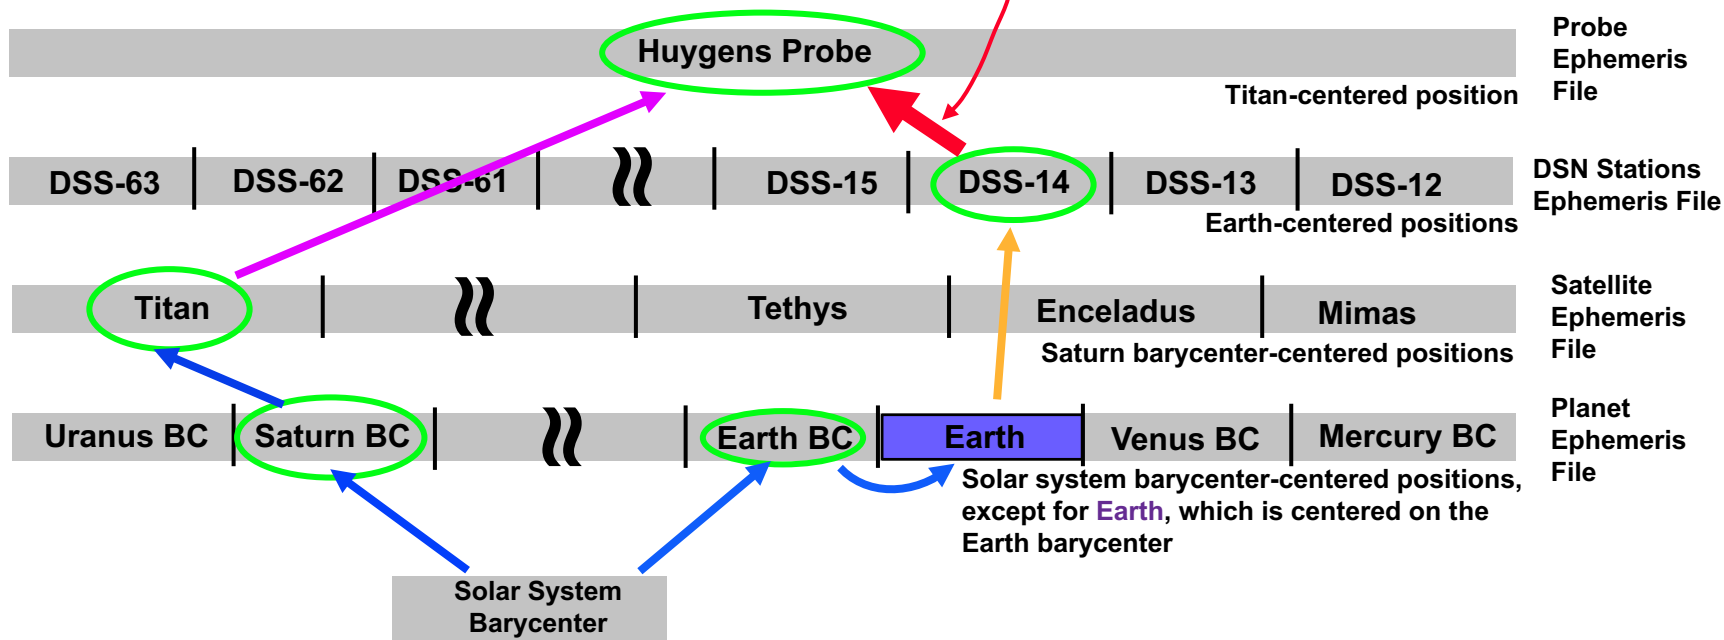 Huygens Probe
Probe
Ephemeris
File
Titan-centered position
DSS-63
DSS-62
DSS-61
DSS-15
DSS-14
DSS-13
DSS-12
DSN Stations
Ephemeris File
Earth-centered positions
Titan
Tethys
Enceladus
Mimas
Satellite
Ephemeris
File
Saturn barycenter-centered positions
Uranus BC
Saturn BC
Earth BC
Earth
Venus BC
Mercury BC
Planet
Ephemeris
File
Solar system barycenter-centered positions,
except for Earth, which is centered on the
Earth barycenter
Solar System
Barycenter